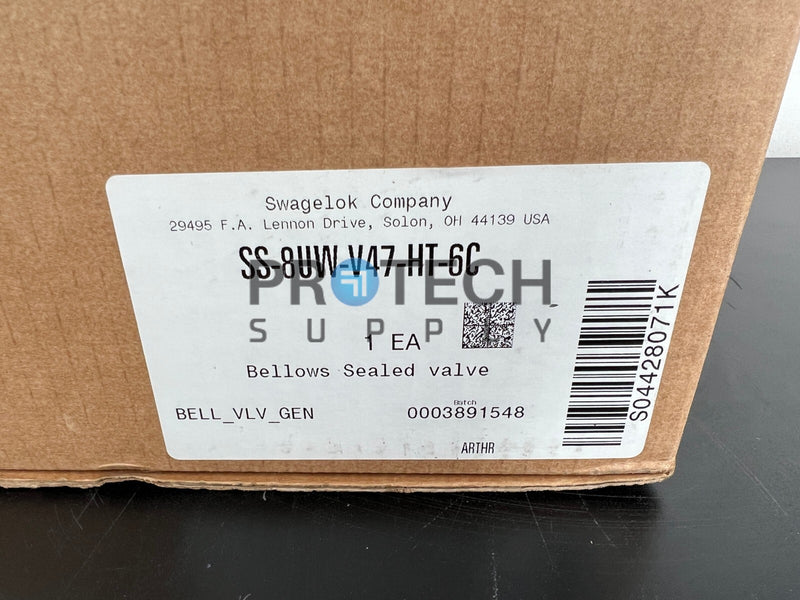 Swagelok Company
29495 F.A. Lennon Drive, Solon, OH 44139 USA
SS-8UW-V47-HT-6C
PROTECH
SUPPLY
1 EA
Bellows Sealed valve
Batch
BELL_VLV_GEN 0003891548
ARTHR
S04428071K